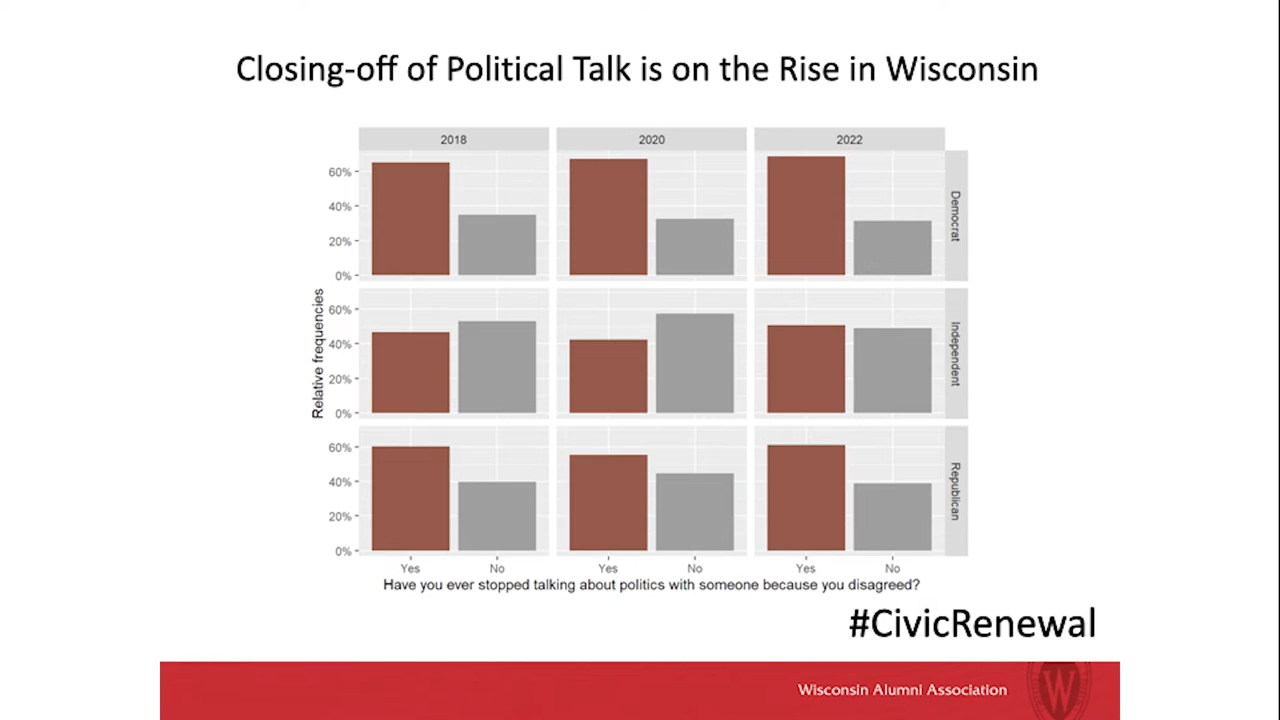 Closing-off of Political Talk is on the Rise in Wisconsin
2018 2020 2022
60%
40%
20%
0%
Democrat
60%
40%
20%
0%
Independent
60%
40%
20%
0%
Republican
Relative frequencies
Yes No Yes No Yes No
Have you ever stopped talking about politics with someone because you disagreed?
#CivicRenewal
Wisconsin Alumni Association
W